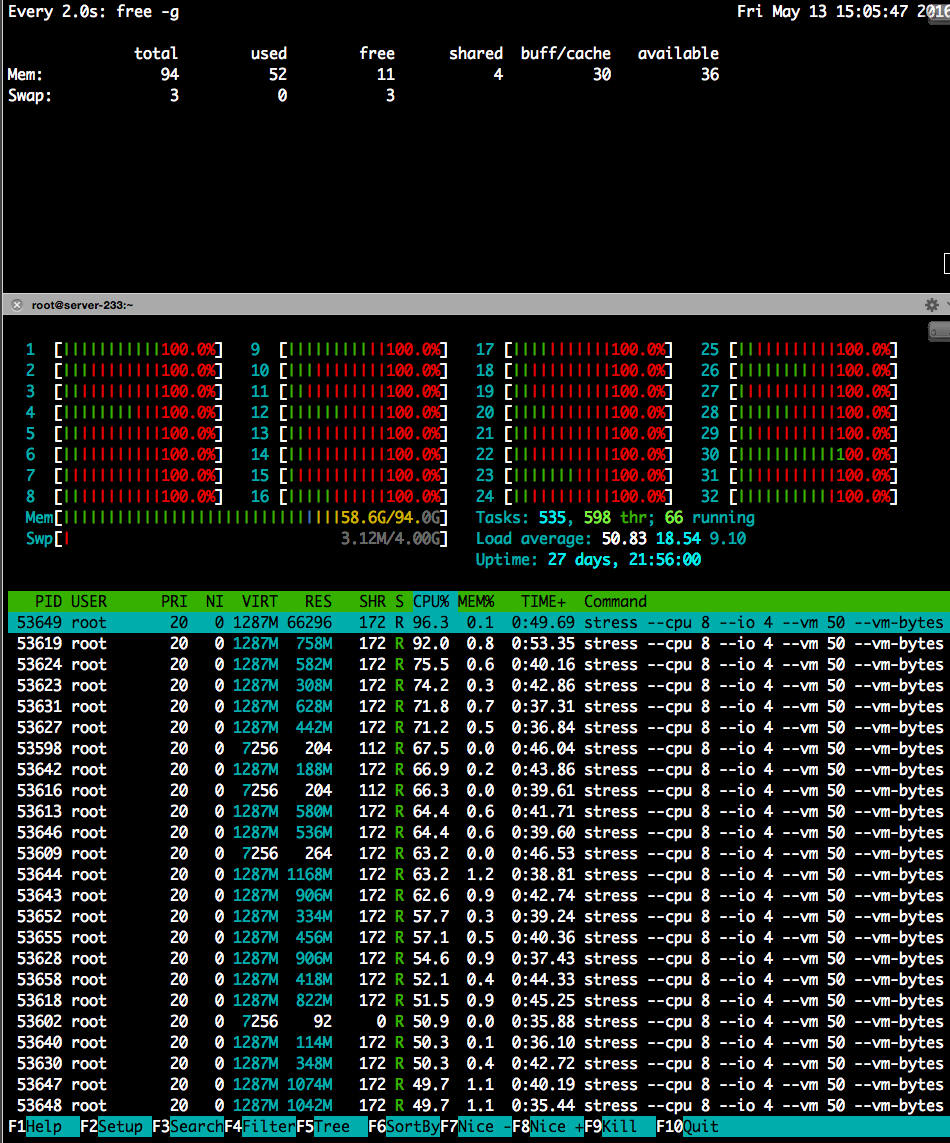 Every 2.0s: free -g Fri May 13 15:05:47 2016
total used free shared buff/cache available
Mem: 94 52 11 4 30 36
Swap: 3 0 3
root@server-233:~
1 [100.0%] 9 [100.0%] 17 [100.0%] 25 [100.0%]
2 [100.0%] 10 [100.0%] 18 [100.0%] 26 [100.0%]
3 [100.0%] 11 [100.0%] 19 [100.0%] 27 [100.0%]
4 [100.0%] 12 [100.0%] 20 [100.0%] 28 [100.0%]
5 [100.0%] 13 [100.0%] 21 [100.0%] 29 [100.0%]
6 [100.0%] 14 [100.0%] 22 [100.0%] 30 [100.0%]
7 [100.0%] 15 [100.0%] 23 [100.0%] 31 [100.0%]
8 [100.0%] 16 [100.0%] 24 [100.0%] 32 [100.0%]
Mem[58.6G/94.0G] Tasks: 535, 598 thr; 66 running
Swp[3.12M/4.00G] Load average: 50.83 18.54 9.10
Uptime: 27 days, 21:56:00
PID USER PRI NI VIRT RES SHR S CPU% MEM% TIME+ Command
53649 root 20 0 1287M 66296 172 R 96.3 0.1 0:49.69 stress --cpu 8 --io 4 --vm 50 --vm-bytes
53619 root 20 0 1287M 758M 172 R 92.0 0.8 0:53.35 stress --cpu 8 --io 4 --vm 50 --vm-bytes
53624 root 20 0 1287M 582M 172 R 75.5 0.6 0:40.16 stress --cpu 8 --io 4 --vm 50 --vm-bytes
53623 root 20 0 1287M 308M 172 R 74.2 0.3 0:42.86 stress --cpu 8 --io 4 --vm 50 --vm-bytes
53631 root 20 0 1287M 628M 172 R 71.8 0.7 0:37.31 stress --cpu 8 --io 4 --vm 50 --vm-bytes
53627 root 20 0 1287M 442M 172 R 71.2 0.5 0:36.84 stress --cpu 8 --io 4 --vm 50 --vm-bytes
53598 root 20 0 7256 204 112 R 67.5 0.0 0:46.04 stress --cpu 8 --io 4 --vm 50 --vm-bytes
53642 root 20 0 1287M 188M 172 R 66.9 0.2 0:43.86 stress --cpu 8 --io 4 --vm 50 --vm-bytes
53616 root 20 0 7256 204 112 R 66.3 0.0 0:39.61 stress --cpu 8 --io 4 --vm 50 --vm-bytes
53613 root 20 0 1287M 580M 172 R 64.4 0.6 0:41.71 stress --cpu 8 --io 4 --vm 50 --vm-bytes
53646 root 20 0 1287M 536M 172 R 64.4 0.6 0:39.60 stress --cpu 8 --io 4 --vm 50 --vm-bytes
53609 root 20 0 7256 264 172 R 63.2 0.0 0:46.53 stress --cpu 8 --io 4 --vm 50 --vm-bytes
53644 root 20 0 1287M 1168M 172 R 63.2 1.2 0:38.81 stress --cpu 8 --io 4 --vm 50 --vm-bytes
53643 root 20 0 1287M 906M 172 R 62.6 0.9 0:42.74 stress --cpu 8 --io 4 --vm 50 --vm-bytes
53652 root 20 0 1287M 334M 172 R 57.7 0.3 0:39.24 stress --cpu 8 --io 4 --vm 50 --vm-bytes
53655 root 20 0 1287M 456M 172 R 57.1 0.5 0:40.36 stress --cpu 8 --io 4 --vm 50 --vm-bytes
53628 root 20 0 1287M 906M 172 R 54.6 0.9 0:37.43 stress --cpu 8 --io 4 --vm 50 --vm-bytes
53658 root 20 0 1287M 418M 172 R 52.1 0.4 0:44.33 stress --cpu 8 --io 4 --vm 50 --vm-bytes
53618 root 20 0 1287M 822M 172 R 51.5 0.9 0:45.25 stress --cpu 8 --io 4 --vm 50 --vm-bytes
53602 root 20 0 7256 92 0 R 50.9 0.0 0:35.88 stress --cpu 8 --io 4 --vm 50 --vm-bytes
53640 root 20 0 1287M 114M 172 R 50.3 0.1 0:36.10 stress --cpu 8 --io 4 --vm 50 --vm-bytes
53630 root 20 0 1287M 348M 172 R 50.3 0.4 0:42.72 stress --cpu 8 --io 4 --vm 50 --vm-bytes
53647 root 20 0 1287M 1074M 172 R 49.7 1.1 0:40.19 stress --cpu 8 --io 4 --vm 50 --vm-bytes
53648 root 20 0 1287M 1042M 172 R 49.7 1.1 0:35.44 stress --cpu 8 --io 4 --vm 50 --vm-bytes
F1Help F2Setup F3SearchF4FilterF5Tree F6SortByF7Nice -F8Nice +F9Kill F10Quit